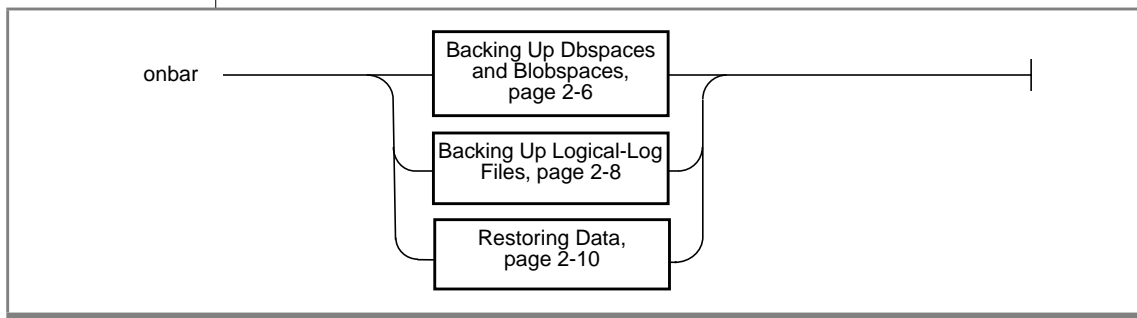 onbar
Backing Up Dbspaces
and Blobspaces,
page 2-6
Backing Up Logical-Log
Files, page 2-8
Restoring Data,
page 2-10